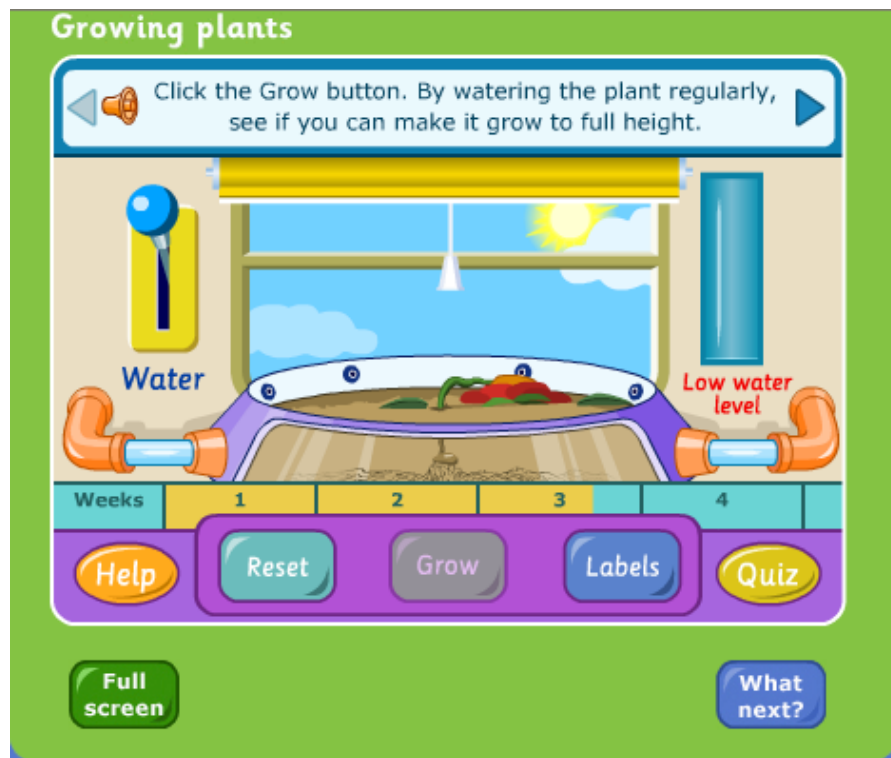 Growing plants
Click the Grow button. By watering the plant regularly,
see if you can make it grow to full height.
Water
Low water
level
Weeks 1 2 3 4
Help Reset Grow Labels Quiz
Full
screen
What
next?